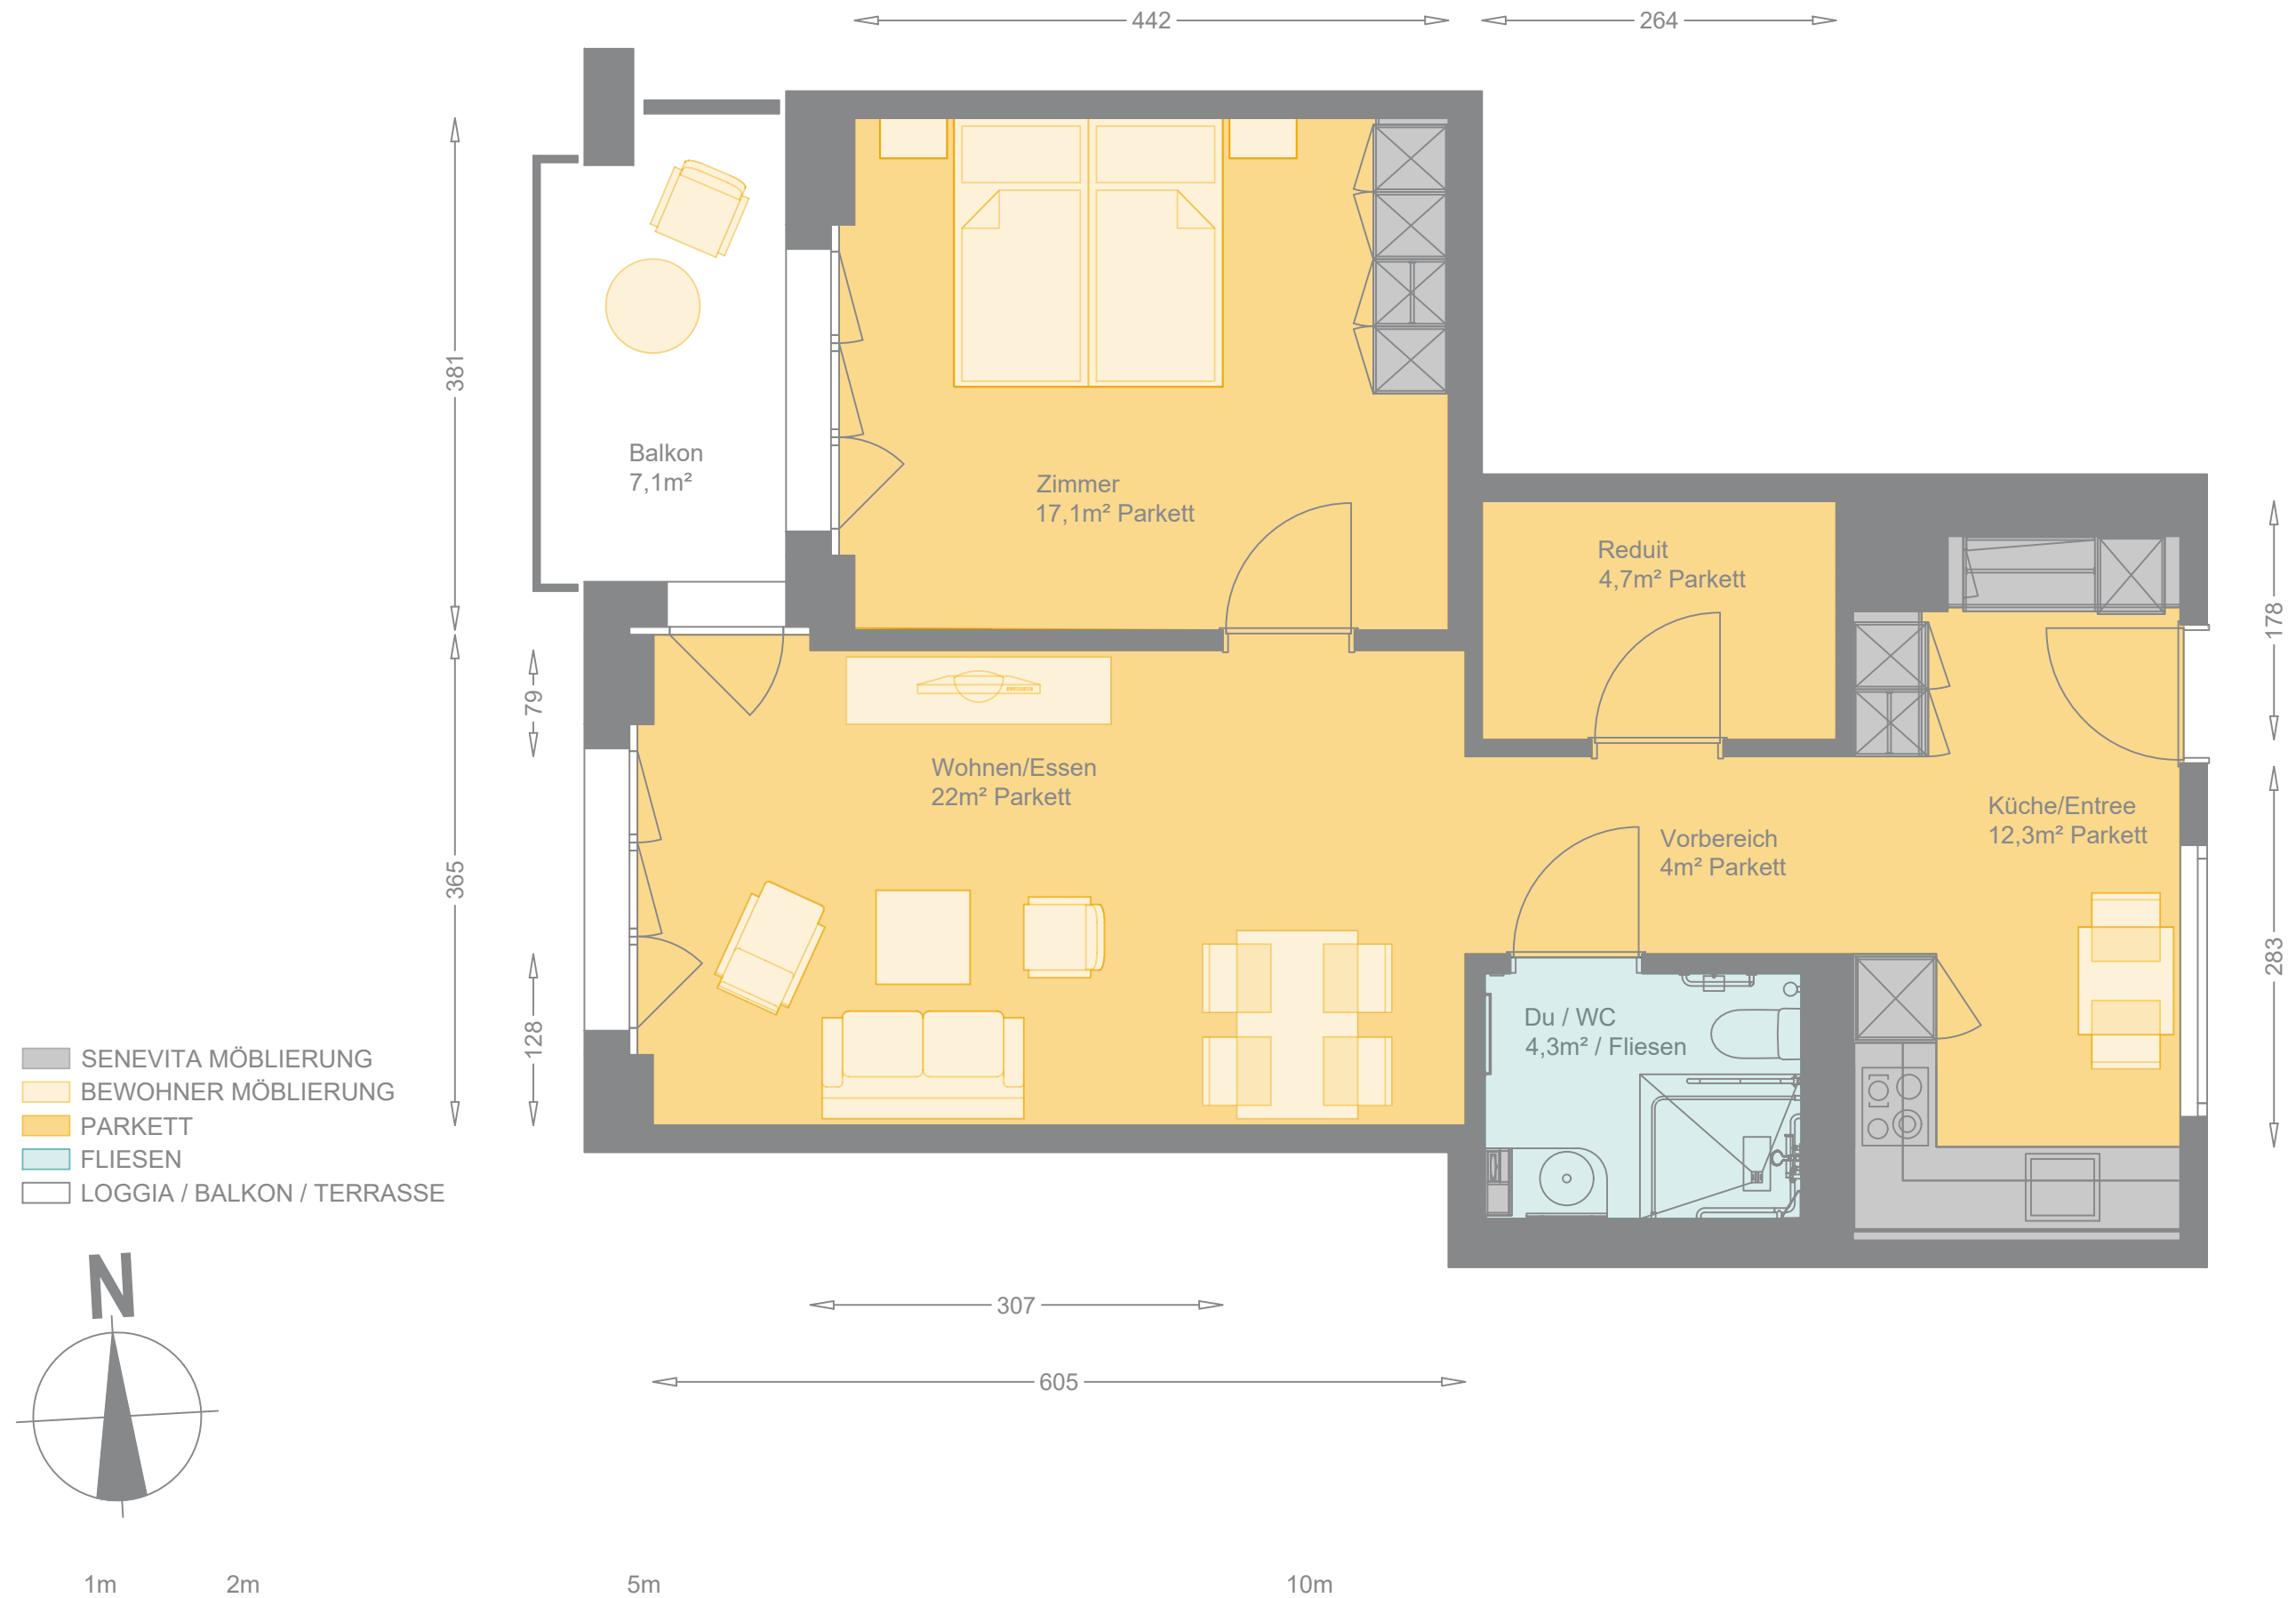 442
264
381
Balkon
7,1m²
Zimmer
17,1m² Parkett
Reduit
4,7m² Parkett
178
79
Wohnen/Essen
22m² Parkett
Vorbereich
4m² Parkett
Küche/Entree
12,3m² Parkett
365
283
128
Du / WC
4,3m² / Fliesen
SENEVITA MÖBLIERUNG
BEWOHNER MÖBLIERUNG
PARKETT
FLIESEN
LOGGIA / BALKON / TERRASSE
N
307
605
1m
2m
5m
10m